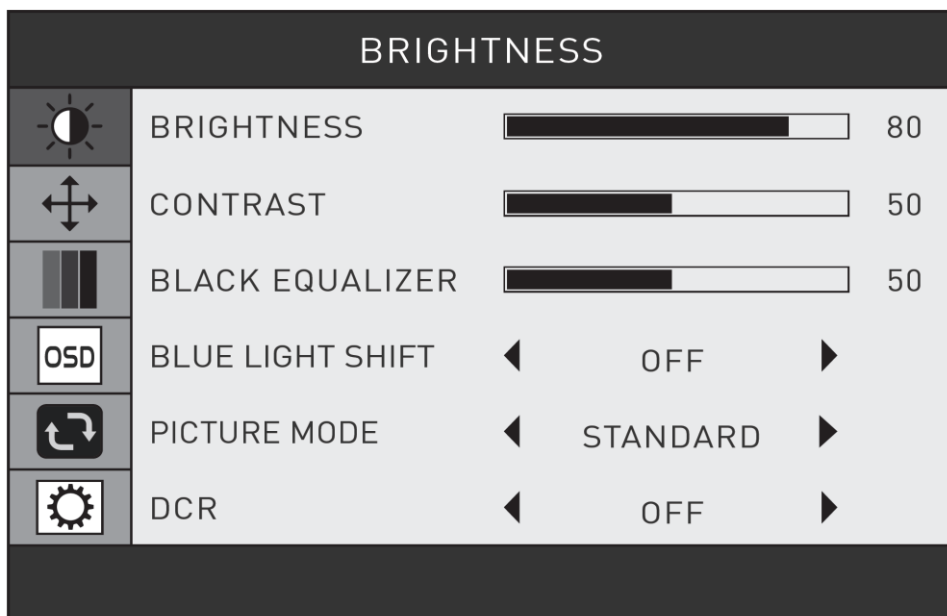 BRIGHTNESS
BRIGHTNESS 80
CONTRAST 50
BLACK EQUALIZER 50
OSD BLUE LIGHT SHIFT OFF
PICTURE MODE STANDARD
DCR OFF